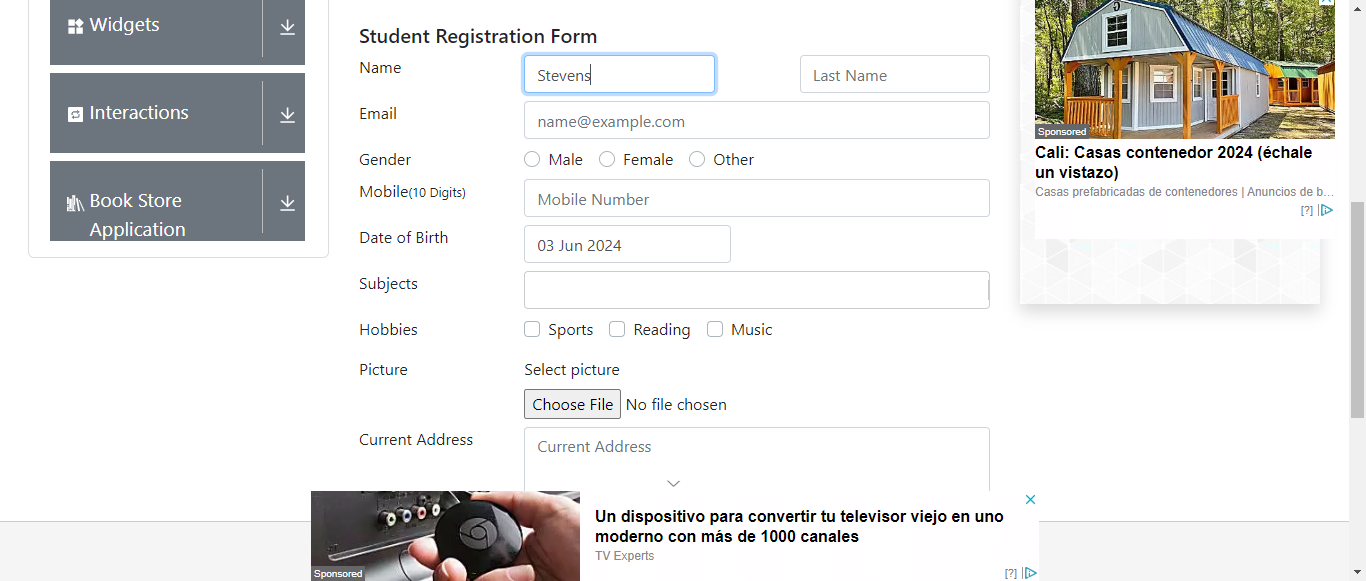 Widgets
Interactions
Book Store
Application
Student Registration Form
Name
Stevens
Last Name
Email
name@example.com
Gender
Male
Female
Other
Mobile(10 Digits)
Mobile Number
Date of Birth
03 Jun 2024
Subjects
Hobbies
Sports
Reading
Music
Picture
Select picture
Choose File
No file chosen
Current Address
Current Address
Sponsored
Cali: Casas contenedor 2024 (échale
un vistazo)
Casas prefabricadas de contenedores | Anuncios de b...
[?]
Sponsored
Un dispositivo para convertir tu televisor viejo en uno
moderno con más de 1000 canales
TV Experts
[?]